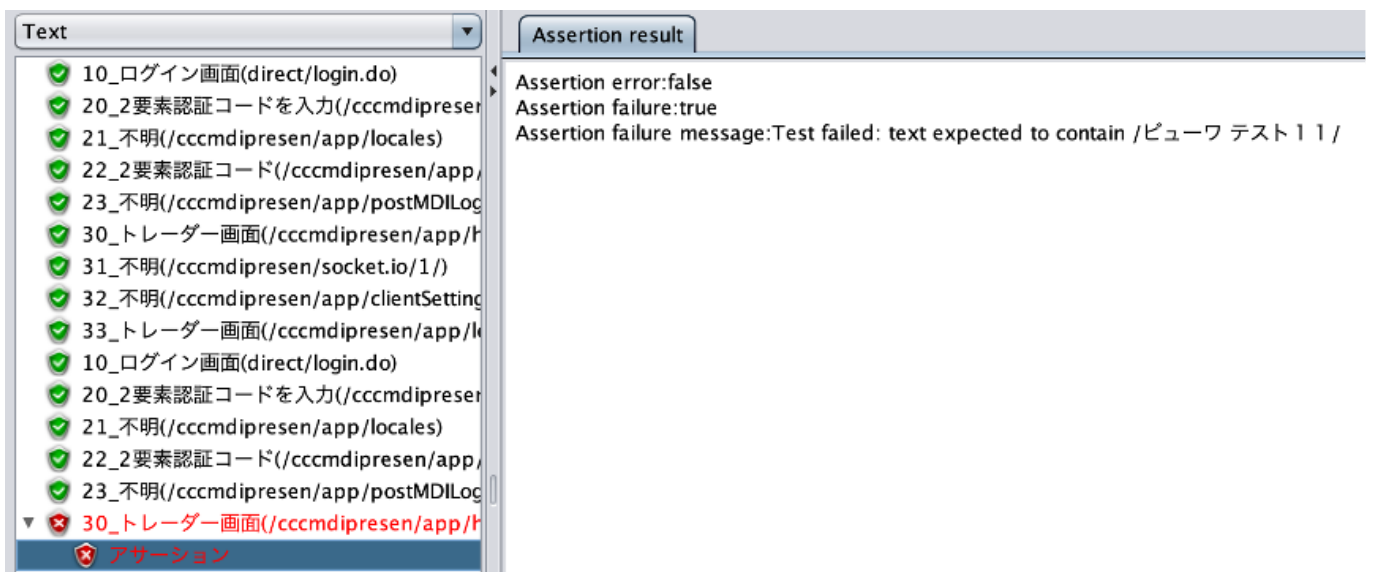 Text
10_ログイン画面(direct/login.do)
20_2要素認証コードを入力(/cccmdipresen
21_不明(/cccmdipresen/app/locales)
22_2要素認証コード(/cccmdipresen/app/
23_不明(/cccmdipresen/app/postMDILog
30_トレーダー画面(/cccmdipresen/app/h
31_不明(/cccmdipresen/socket.io/1/)
32_不明(/cccmdipresen/app/clientSetting
33_トレーダー画面(/cccmdipresen/app/le
10_ログイン画面(direct/login.do)
20_2要素認証コードを入力(/cccmdipresen
21_不明(/cccmdipresen/app/locales)
22_2要素認証コード(/cccmdipresen/app/
23_不明(/cccmdipresen/app/postMDILog
30_トレーダー画面(/cccmdipresen/app/h
アサーション
Assertion result
Assertion error:false
Assertion failure:true
Assertion failure message:Test failed: text expected to contain /ビューワ テスト１１/